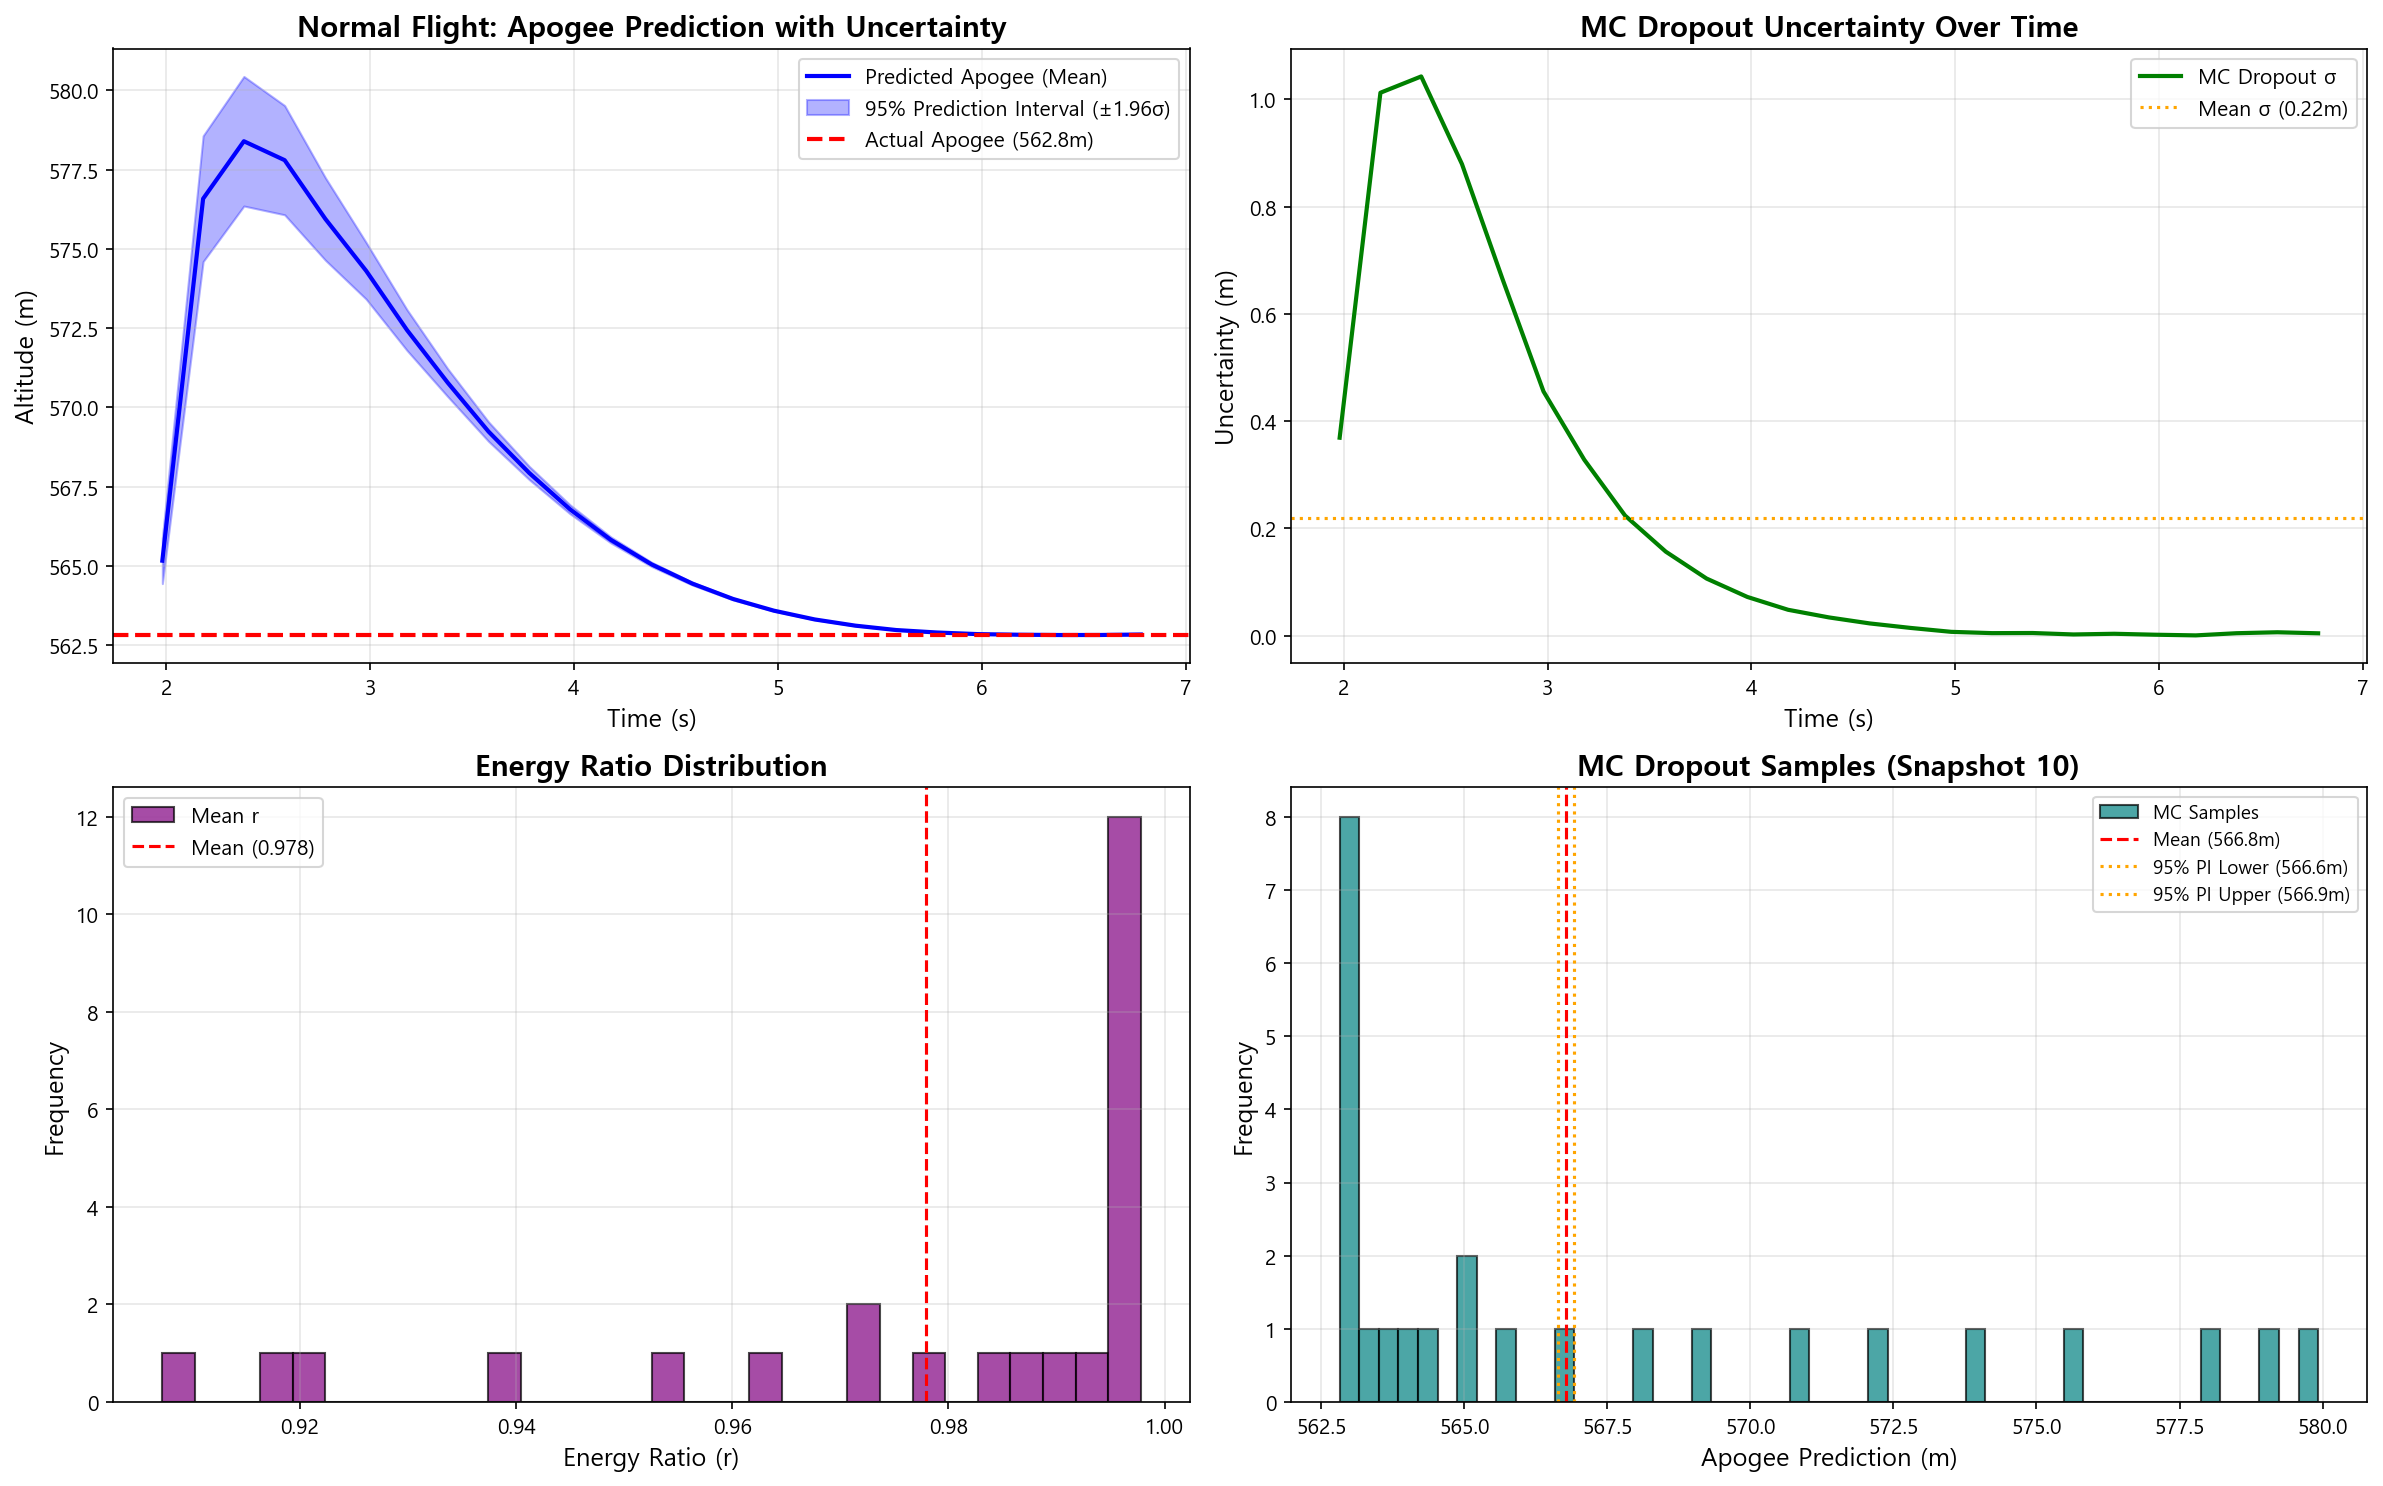 Normal Flight: Apogee Prediction with Uncertainty
Predicted Apogee (Mean)
95% Prediction Interval (±1.96σ)
Actual Apogee (562.8m)
Altitude (m)
580.0
577.5
575.0
572.5
570.0
567.5
565.0
562.5
2 3 4 5 6 7
Time (s)
MC Dropout Uncertainty Over Time
MC Dropout σ
Mean σ (0.22m)
Uncertainty (m)
1.0
0.8
0.6
0.4
0.2
0.0
2 3 4 5 6 7
Time (s)
Energy Ratio Distribution
Mean r
Mean (0.978)
Frequency
12
10
8
6
4
2
0
0.92 0.94 0.96 0.98 1.00
Energy Ratio (r)
MC Dropout Samples (Snapshot 10)
MC Samples
Mean (566.8m)
95% PI Lower (566.6m)
95% PI Upper (566.9m)
Frequency
8
7
6
5
4
3
2
1
0
562.5 565.0 567.5 570.0 572.5 575.0 577.5 580.0
Apogee Prediction (m)